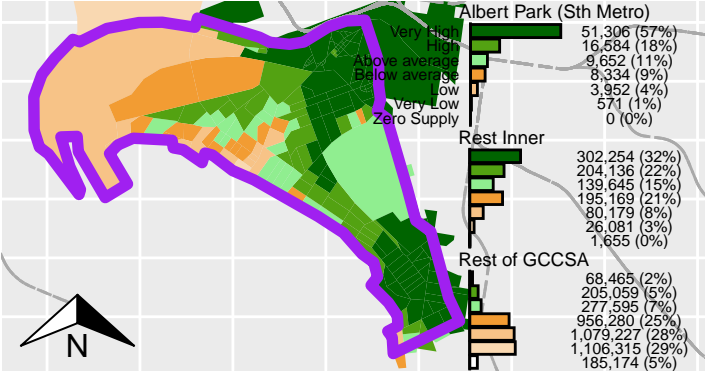 Albert Park (Sth Metro)
Very High 51,306 (57%)
High 16,584 (18%)
Above average 9,652 (11%)
Below average 8,334 (9%)
Low 3,952 (4%)
Very Low 571 (1%)
Zero Supply 0 (0%)
Rest Inner
302,254 (32%)
204,136 (22%)
139,645 (15%)
195,169 (21%)
80,179 (8%)
26,081 (3%)
1,655 (0%)
Rest of GCCSA
68,465 (2%)
205,059 (5%)
277,595 (7%)
956,280 (25%)
1,079,227 (28%)
1,106,315 (29%)
185,174 (5%)
N